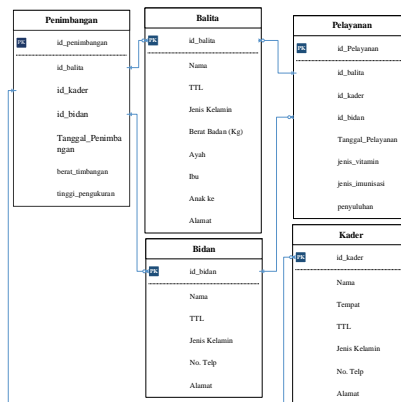 Penimbangan
PK id_penimbangan
id_balita
id_kader
id_bidan
Tanggal_Penimba
ngan
berat_timbangan
tinggi_pengukuran
Balita
PK id_balita
Nama
TTL
Jenis Kelamin
Berat Badan (Kg)
Ayah
Ibu
Anak ke
Alamat
Pelayanan
PK id_Pelayanan
id_balita
id_kader
id_bidan
Tanggal_Pelayanan
jenis_vitamin
jenis_imunisasi
penyuluhan
Bidan
PK id_bidan
Nama
TTL
Jenis Kelamin
No. Telp
Alamat
Kader
PK id_kader
Nama
Tempat
TTL
Jenis Kelamin
No. Telp
Alamat